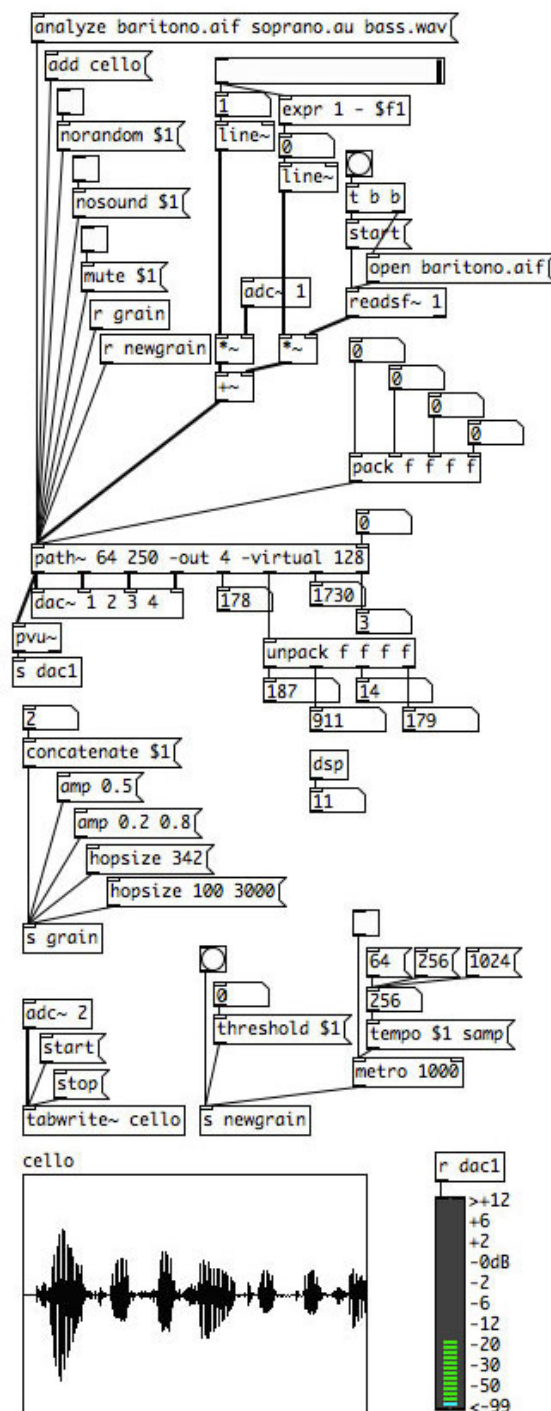 analyze baritono.aif soprano.au bass.wav
add cello
1
expr 1 - $f1
norandom $1
line~
0
line~
nosound $1
t b b
start
mute $1
open baritono.aif
adc~ 1
r grain
readsf~ 1
r newgrain
*~
*~
0
+~
0
0
0
pack f f f f
0
path~ 64 250 -out 4 -virtual 128
dac~ 1 2 3 4
178
1730
3
pvu~
unpack f f f f
s dac1
187
14
911
179
2
concatenate $1
dsp
11
amp 0.5
amp 0.2 0.8
hopsize 342
hopsize 100 3000
s grain
64
256
1024
0
256
adc~ 2
threshold $1
tempo $1 samp
start
metro 1000
stop
tabwrite~ cello
s newgrain
cello
r dac1
>+12
+6
+2
-0dB
-2
-6
-12
-20
-30
-50
<-99